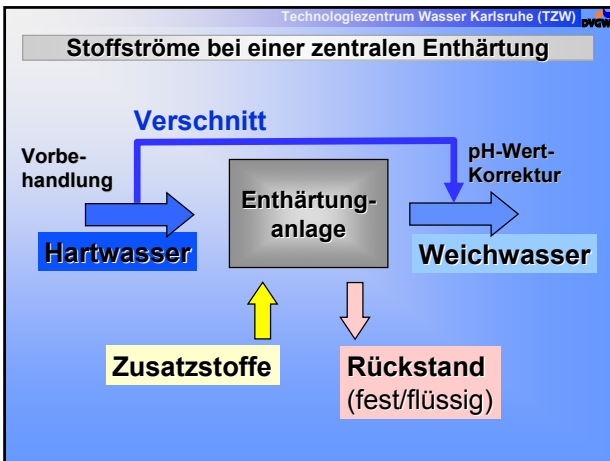 Technologiezentrum Wasser Karlsruhe (TZW)
DVGW
Stoffströme bei einer zentralen Enthärtung
Verschnitt
Vorbe-
handlung
pH-Wert-
Korrektur
Enthärtung-
anlage
Hartwasser
Weichwasser
Zusatzstoffe
Rückstand
(fest/flüssig)